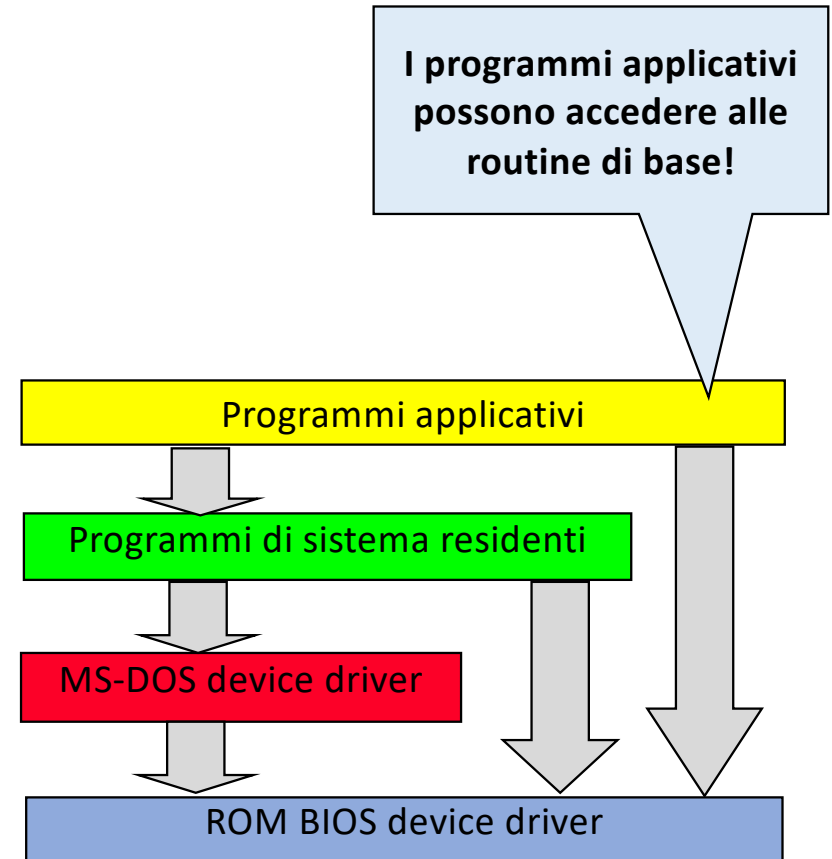 I programmi applicativi
possono accedere alle
routine di base!
Programmi applicativi
Programmi di sistema residenti
MS-DOS device driver
ROM BIOS device driver